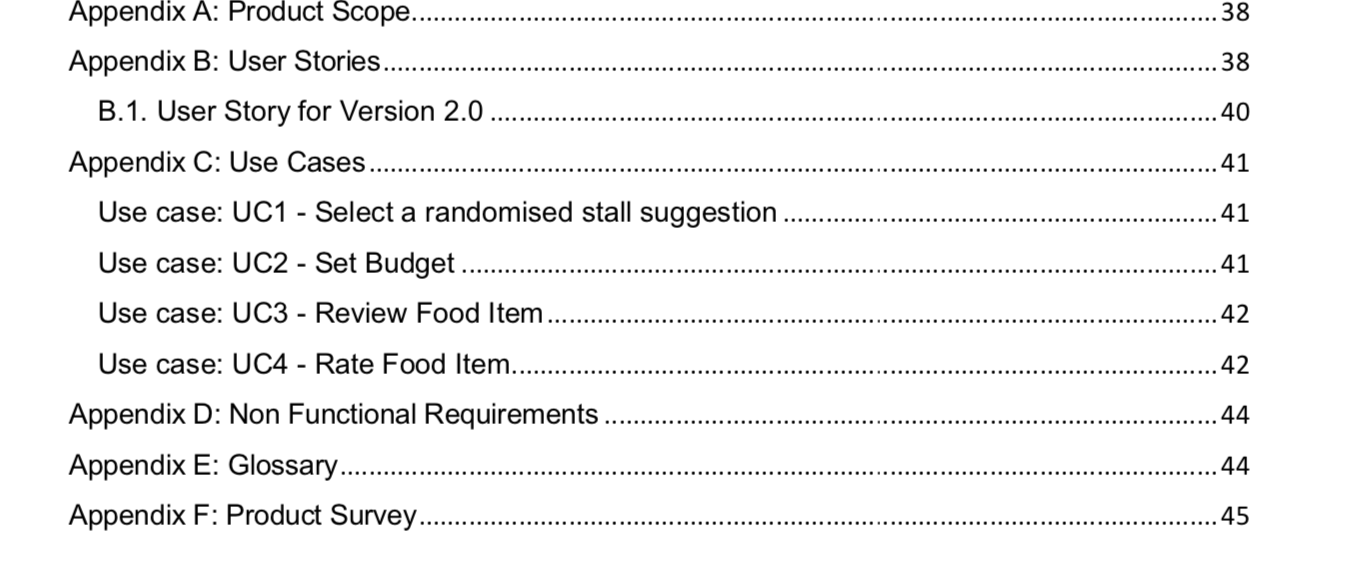 Appendix A: Product Scope........................................................................................................38
Appendix B: User Stories............................................................................................................38
B.1. User Story for Version 2.0 ..............................................................................................40
Appendix C: Use Cases..............................................................................................................41
Use case: UC1 - Select a randomised stall suggestion ........................................................41
Use case: UC2 - Set Budget ..................................................................................................41
Use case: UC3 - Review Food Item.......................................................................................42
Use case: UC4 - Rate Food Item............................................................................................42
Appendix D: Non Functional Requirements ...............................................................................44
Appendix E: Glossary..................................................................................................................44
Appendix F: Product Survey........................................................................................................45